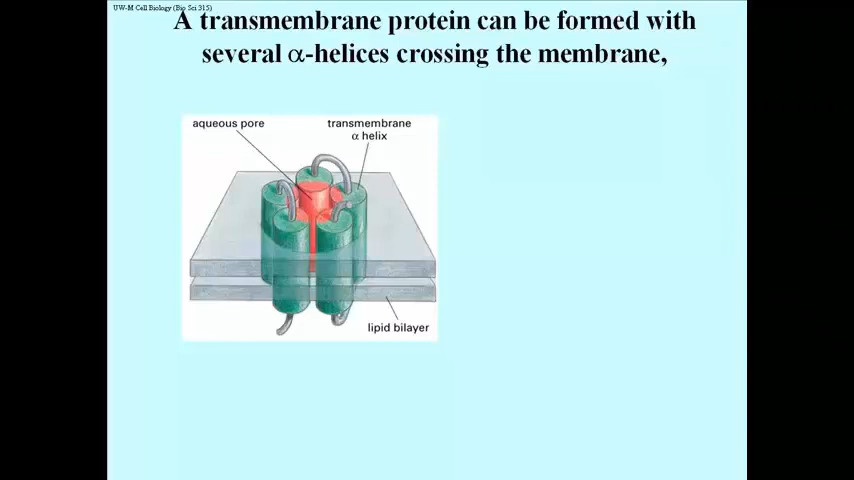 UW-M Cell Biology (Bio Sci 315)
A transmembrane protein can be formed with
several α-helices crossing the membrane,
aqueous pore
transmembrane
α helix
lipid bilayer